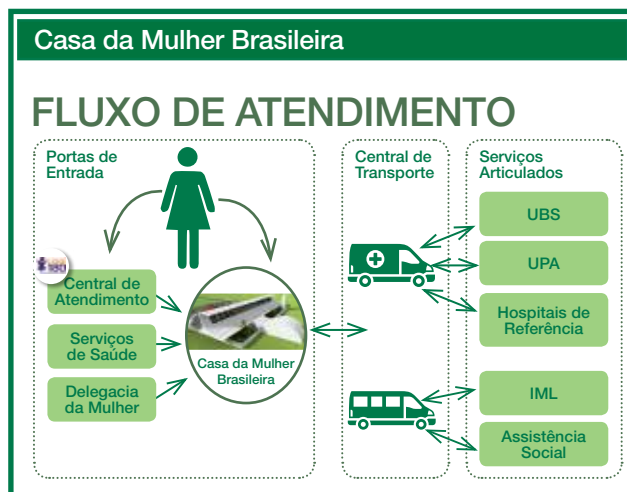 Casa da Mulher Brasileira
FLUXO DE ATENDIMENTO
Portas de
Entrada
180
Central de
Atendimento
Serviços
de Saúde
Delegacia
da Mulher
Casa da Mulher
Brasileira
Central de
Transporte
Serviços
Articulados
UBS
UPA
Hospitais de
Referência
IML
Assistência
Social